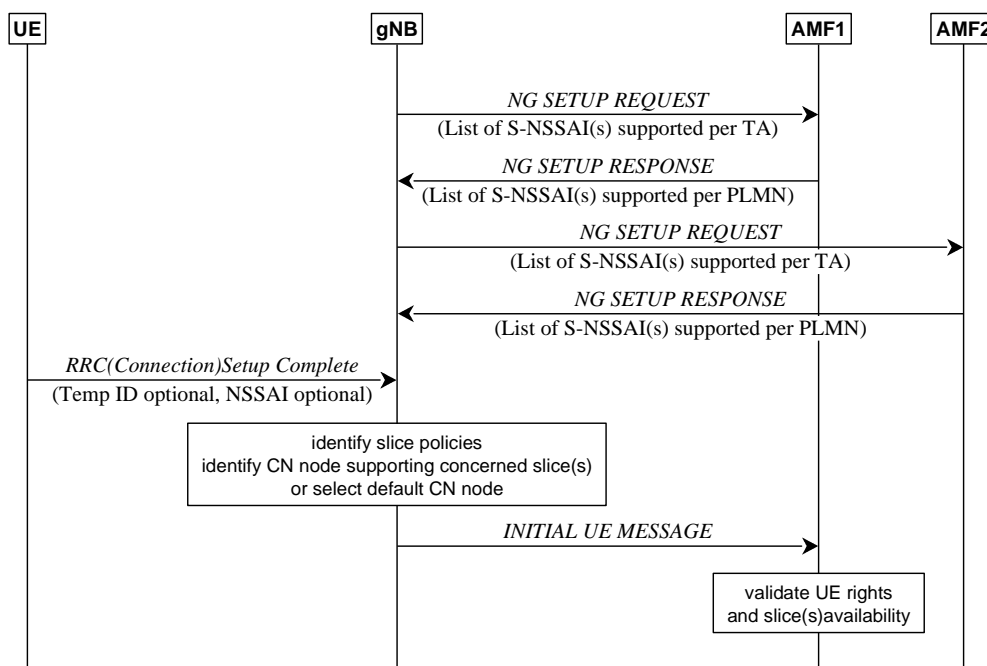 UE
gNB
AMF1
AMF2
NG SETUP REQUEST
(List of S-NSSAI(s) supported per TA)
NG SETUP RESPONSE
(List of S-NSSAI(s) supported per PLMN)
NG SETUP REQUEST
(List of S-NSSAI(s) supported per TA)
NG SETUP RESPONSE
(List of S-NSSAI(s) supported per PLMN)
RRC(Connection)Setup Complete
(Temp ID optional, NSSAI optional)
identify slice policies
identify CN node supporting concerned slice(s)
or select default CN node
INITIAL UE MESSAGE
validate UE rights
and slice(s)availability